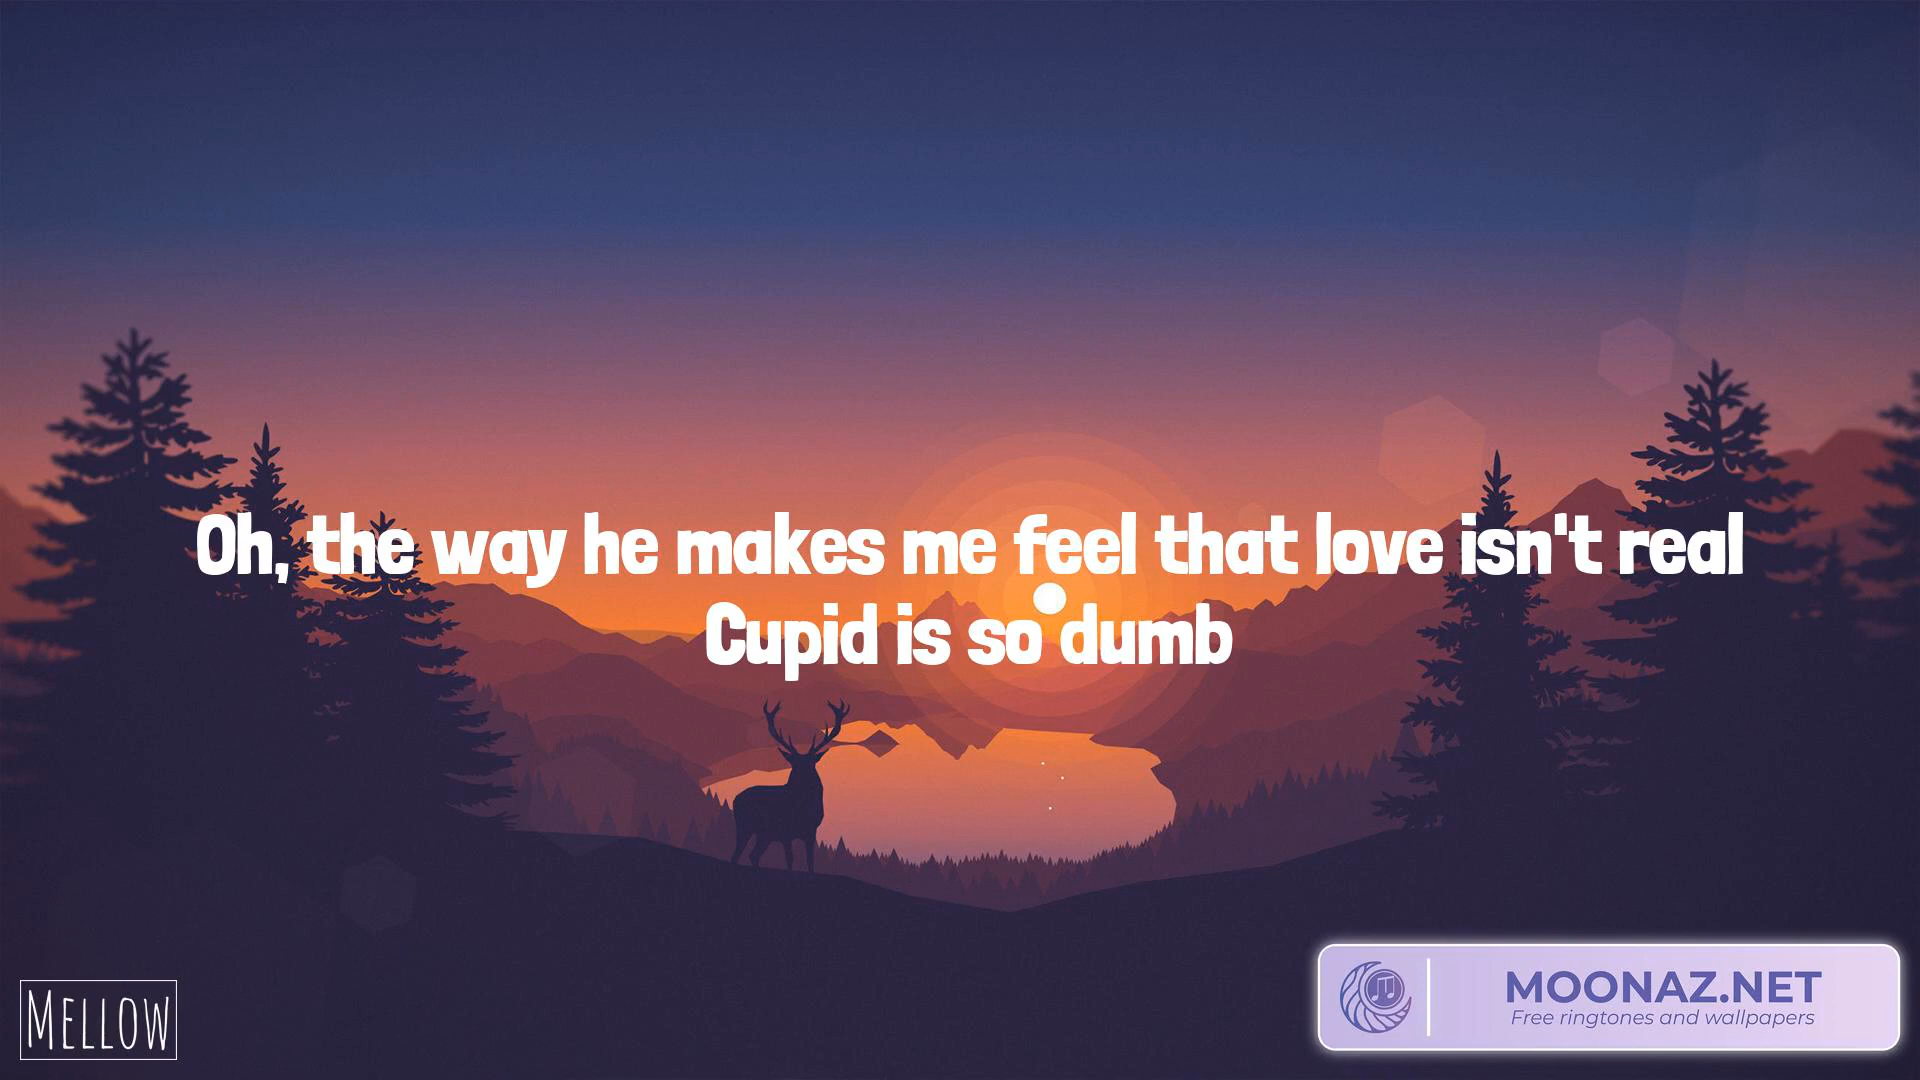 Oh, the way he makes me feel that love isn't real
Cupid is so dumb
MELLOW
MOONAZ.NET
Free ringtones and wallpapers